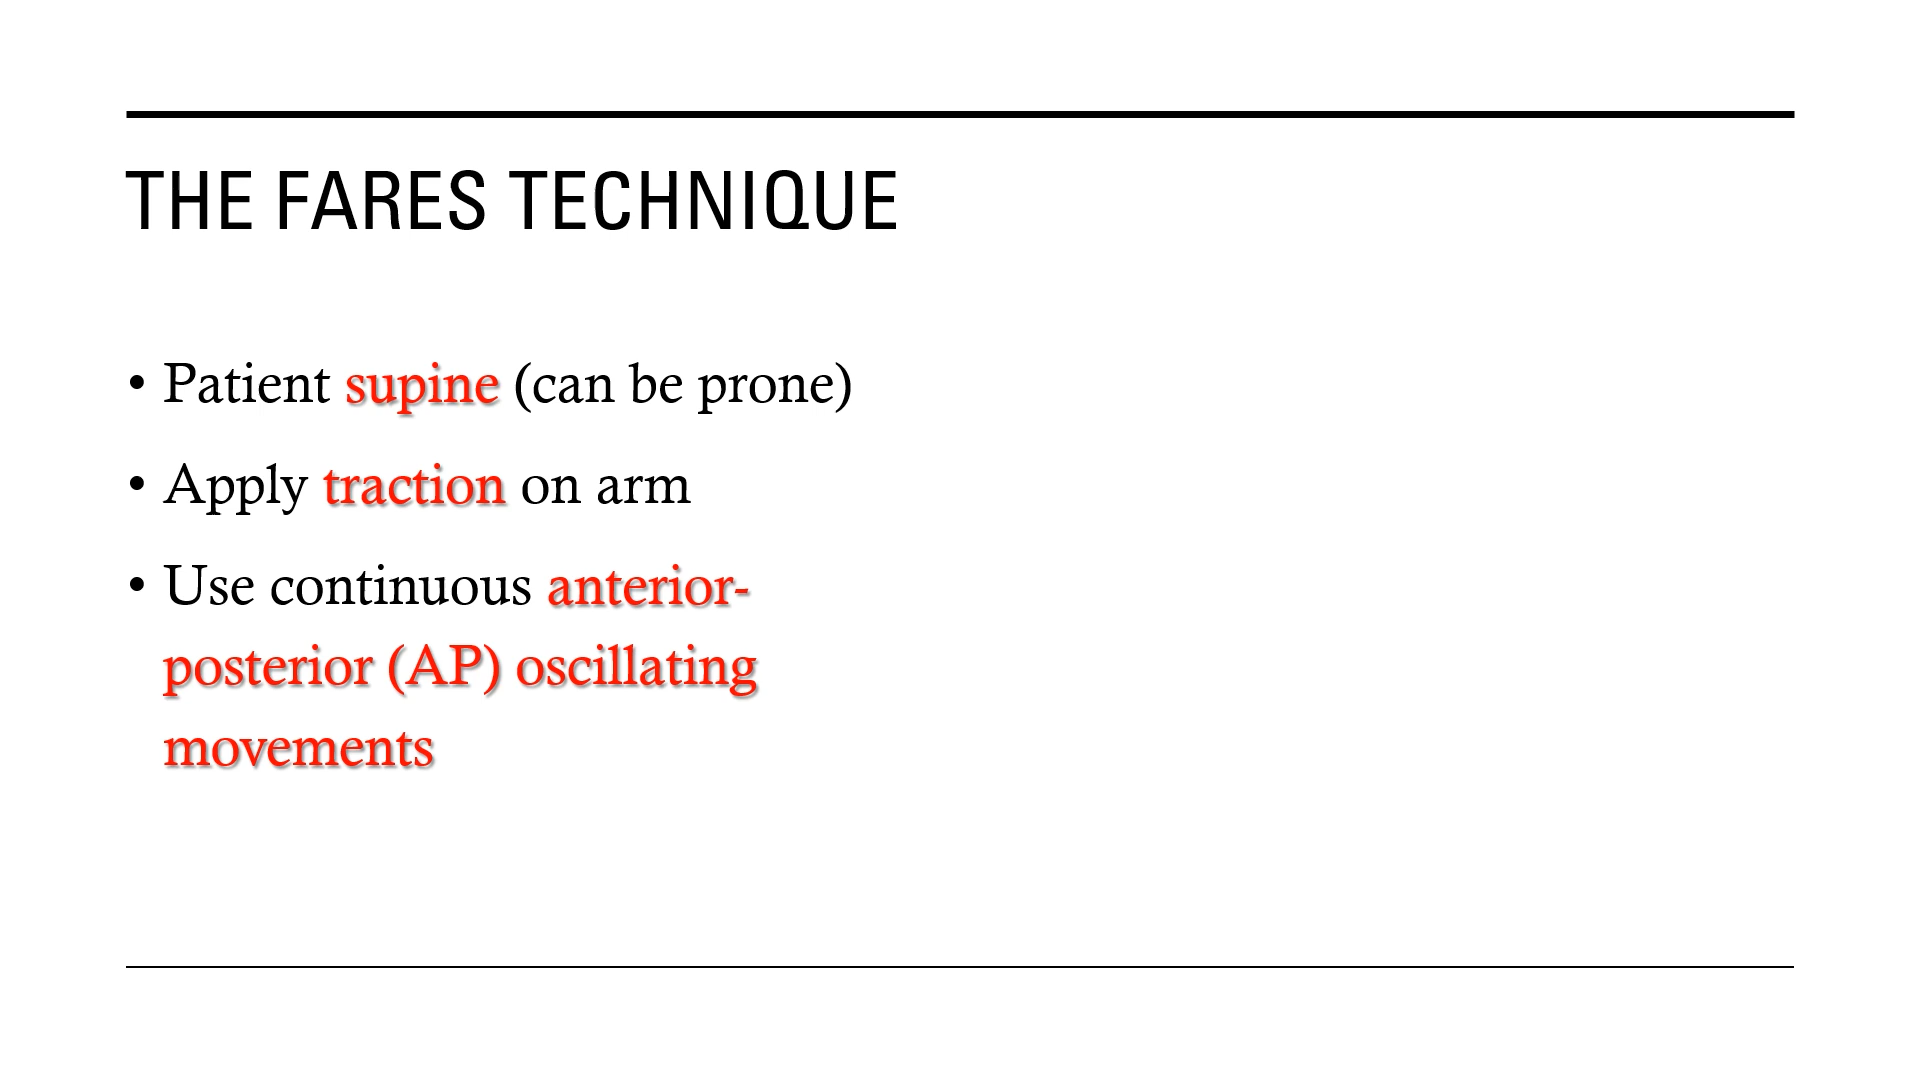 THE FARES TECHNIQUE
• Patient supine (can be prone)
• Apply traction on arm
• Use continuous anterior-
posterior (AP) oscillating
movements